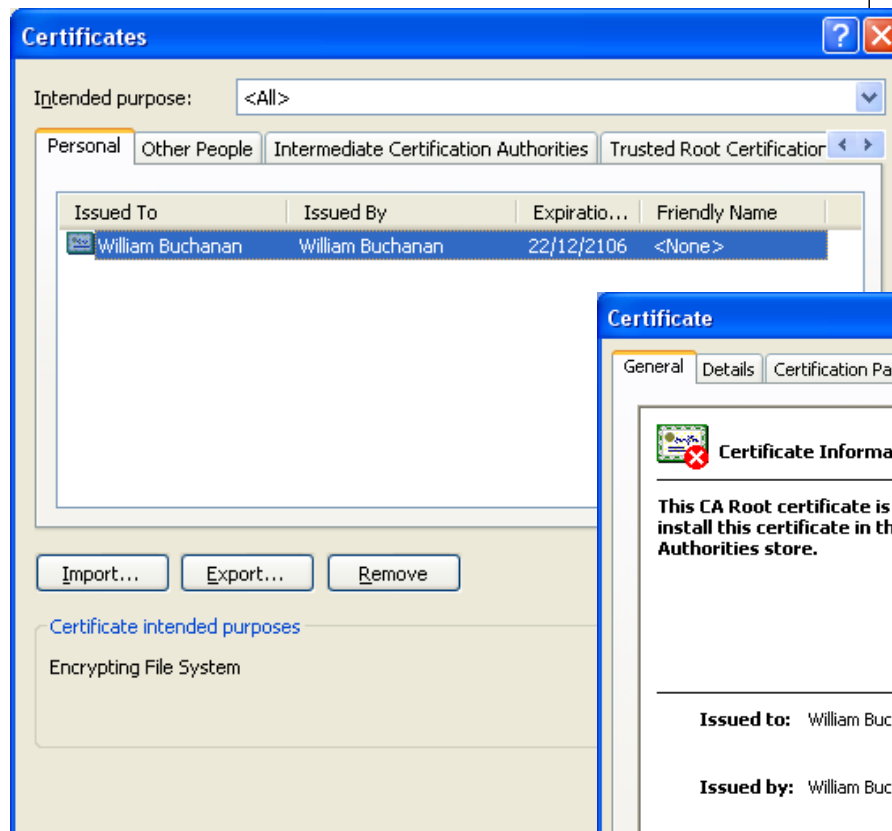 Certificates
Intended purpose: <All>
Personal Other People Intermediate Certification Authorities Trusted Root Certification
Issued To Issued By Expiratio... Friendly Name
William Buchanan William Buchanan 22/12/2106 <None>
Import... Export... Remove
Certificate intended purposes
Encrypting File System
Certificate
General Details Certification Pa
Certificate Informa
This CA Root certificate is
install this certificate in th
Authorities store.
Issued to: William Buc
Issued by: William Buc